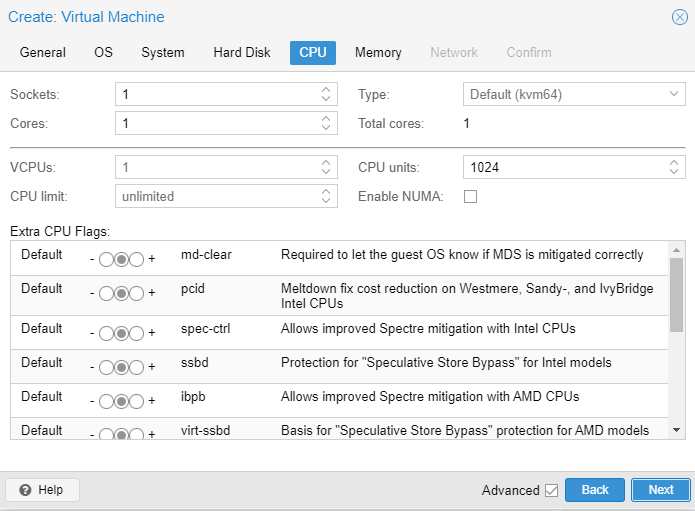 Create: Virtual Machine
General OS System Hard Disk CPU Memory Network Confirm
Sockets: 1 Type: Default (kvm64)
Cores: 1 Total cores: 1
VCPUs: 1 CPU units: 1024
CPU limit: unlimited Enable NUMA:
Extra CPU Flags:
Default - + md-clear Required to let the guest OS know if MDS is mitigated correctly
Default - + pcid Meltdown fix cost reduction on Westmere, Sandy-, and IvyBridge
Intel CPUs
Default - + spec-ctrl Allows improved Spectre mitigation with Intel CPUs
Default - + ssbd Protection for "Speculative Store Bypass" for Intel models
Default - + ibpb Allows improved Spectre mitigation with AMD CPUs
Default - + virt-ssbd Basis for "Speculative Store Bypass" protection for AMD models
? Help Advanced Back Next